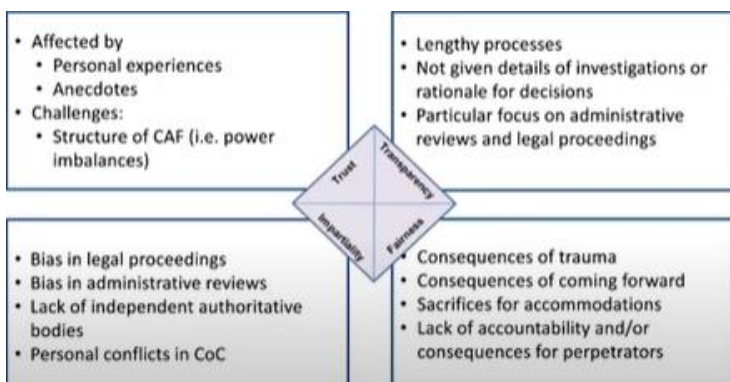 • Affected by
• Personal experiences
• Anecdotes
• Challenges:
• Structure of CAF (i.e. power
imbalances)
• Lengthy processes
• Not given details of investigations or
rationale for decisions
• Particular focus on administrative
reviews and legal proceedings
Trust
Transparency
Impartiality
Fairness
• Bias in legal proceedings
• Bias in administrative reviews
• Lack of independent authoritative
bodies
• Personal conflicts in CoC
• Consequences of trauma
• Consequences of coming forward
• Sacrifices for accommodations
• Lack of accountability and/or
consequences for perpetrators